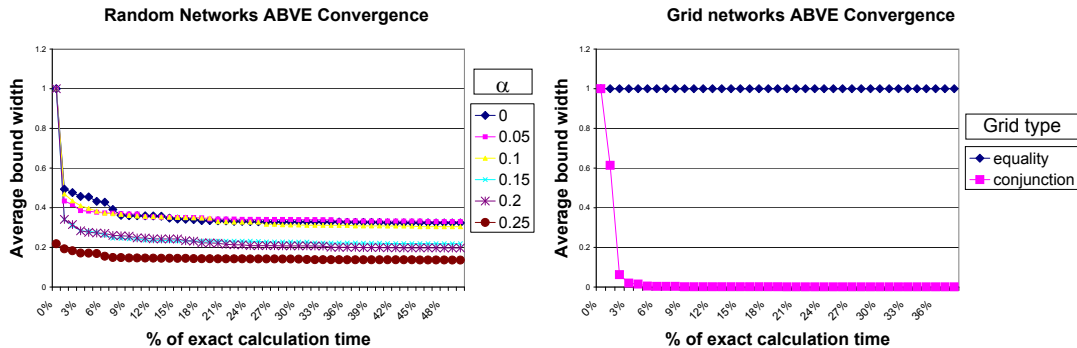 Random Networks ABVE Convergence
Average bound width
1.2
1
0.8
0.6
0.4
0.2
0
0% 3% 6% 9% 12% 15% 18% 21% 24% 27% 30% 33% 36% 39% 42% 45% 48%
% of exact calculation time
α
0
0.05
0.1
0.15
0.2
0.25
Grid networks ABVE Convergence
Average bound width
1.2
1
0.8
0.6
0.4
0.2
0
0% 3% 6% 9% 12% 15% 18% 21% 24% 27% 30% 33% 36%
% of exact calculation time
Grid type
equality
conjunction